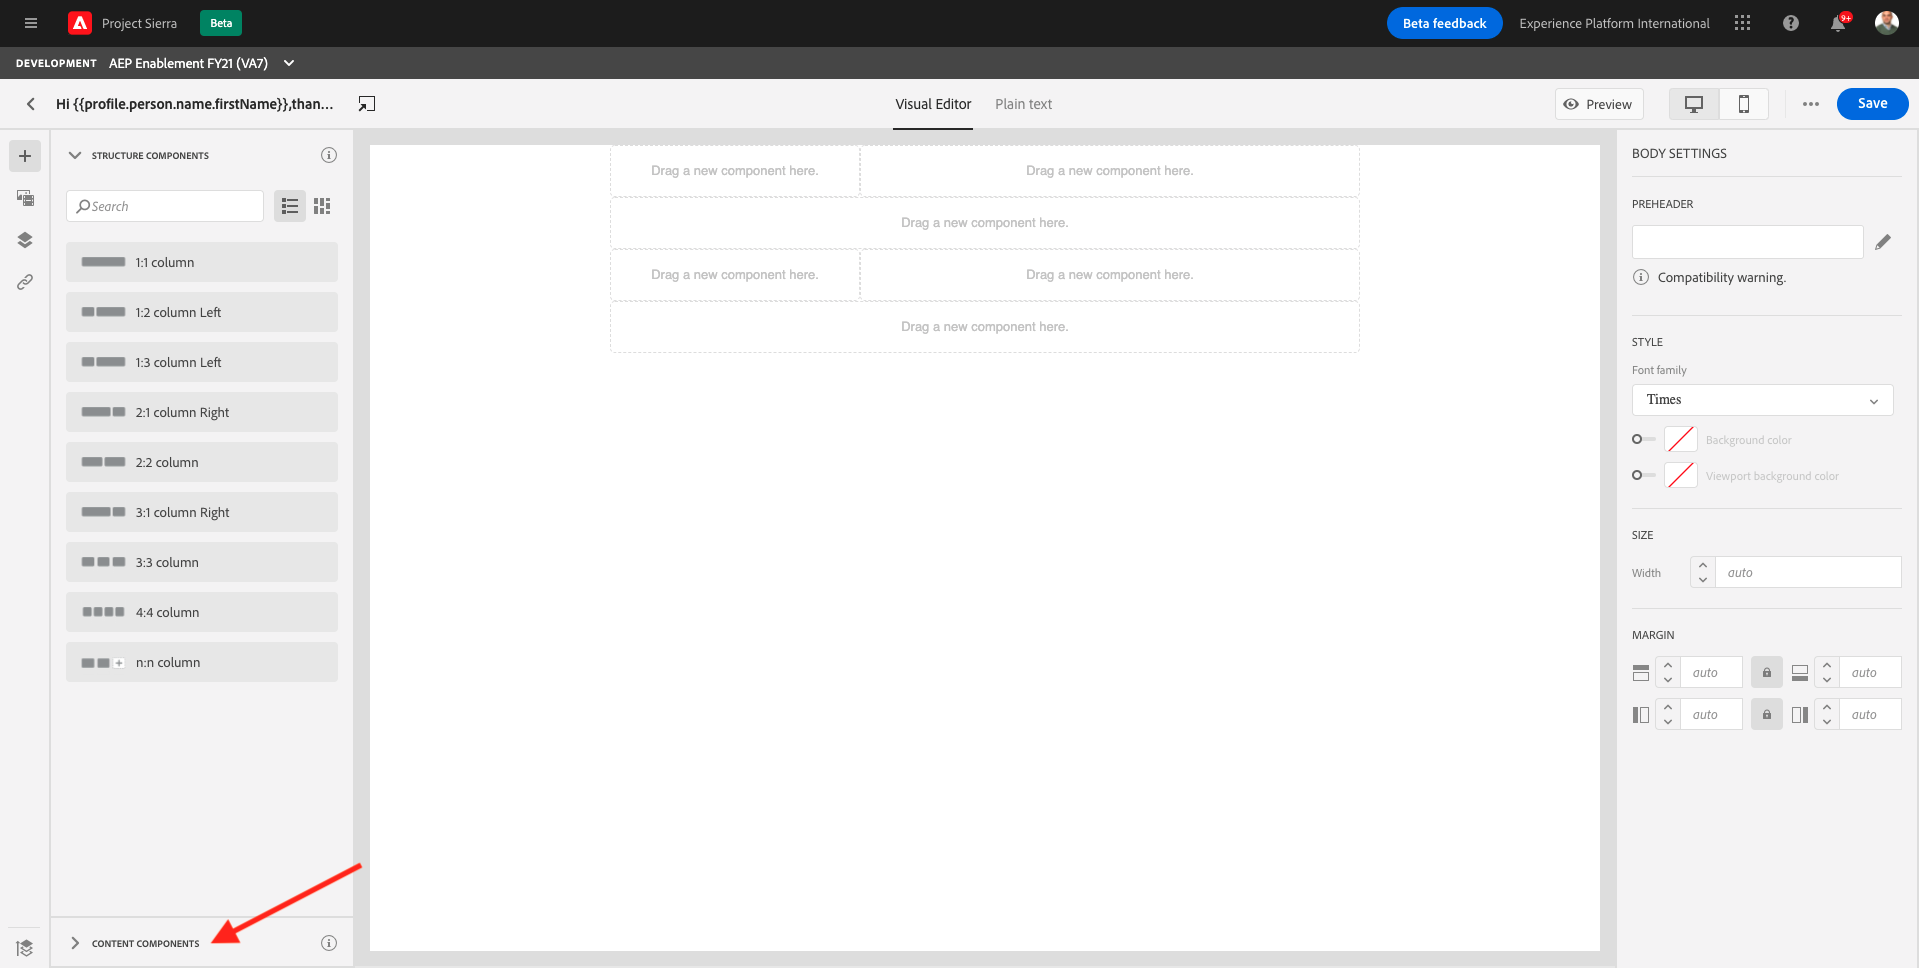 Project Sierra
Beta
Beta feedback
Experience Platform International
9+
DEVELOPMENT AEP Enablement FY21 (VA7)
Hi {{profile.person.name.firstName}},than...
Visual Editor
Plain text
Preview
Save
STRUCTURE COMPONENTS
Search
1:1 column
1:2 column Left
1:3 column Left
2:1 column Right
2:2 column
3:1 column Right
3:3 column
4:4 column
n:n column
CONTENT COMPONENTS
Drag a new component here.
Drag a new component here.
Drag a new component here.
Drag a new component here.
Drag a new component here.
Drag a new component here.
BODY SETTINGS
PREHEADER
Compatibility warning.
STYLE
Font family
Times
Background color
Viewport background color
SIZE
Width
auto
MARGIN
auto
auto
auto
auto